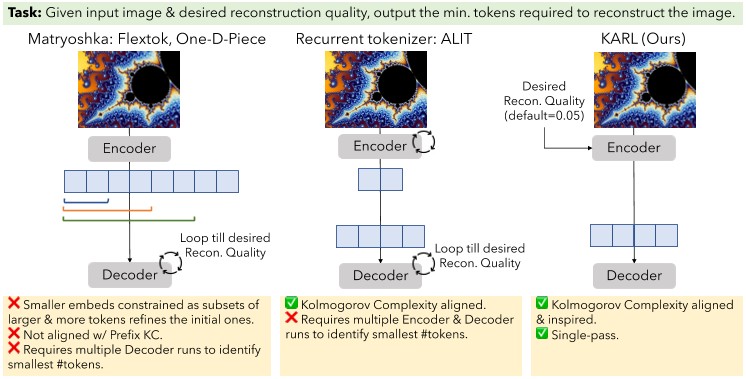 Task: Given input image & desired reconstruction quality, output the min. tokens required to reconstruct the image.
Matryoshka: Flextok, One-D-Piece
Encoder
Loop till desired
Recon. Quality
Decoder
❌ Smaller embeds constrained as subsets of
larger & more tokens refines the initial ones.
❌ Not aligned w/ Prefix KC.
❌ Requires multiple Decoder runs to identify
smallest #tokens.
Recurrent tokenizer: ALIT
Encoder
Loop till desired
Recon. Quality
Decoder
✅ Kolmogorov Complexity aligned.
❌ Requires multiple Encoder & Decoder
runs to identify smallest #tokens.
KARL (Ours)
Desired
Recon. Quality
(default=0.05)
Encoder
Decoder
✅ Kolmogorov Complexity aligned
& inspired.
✅ Single-pass.